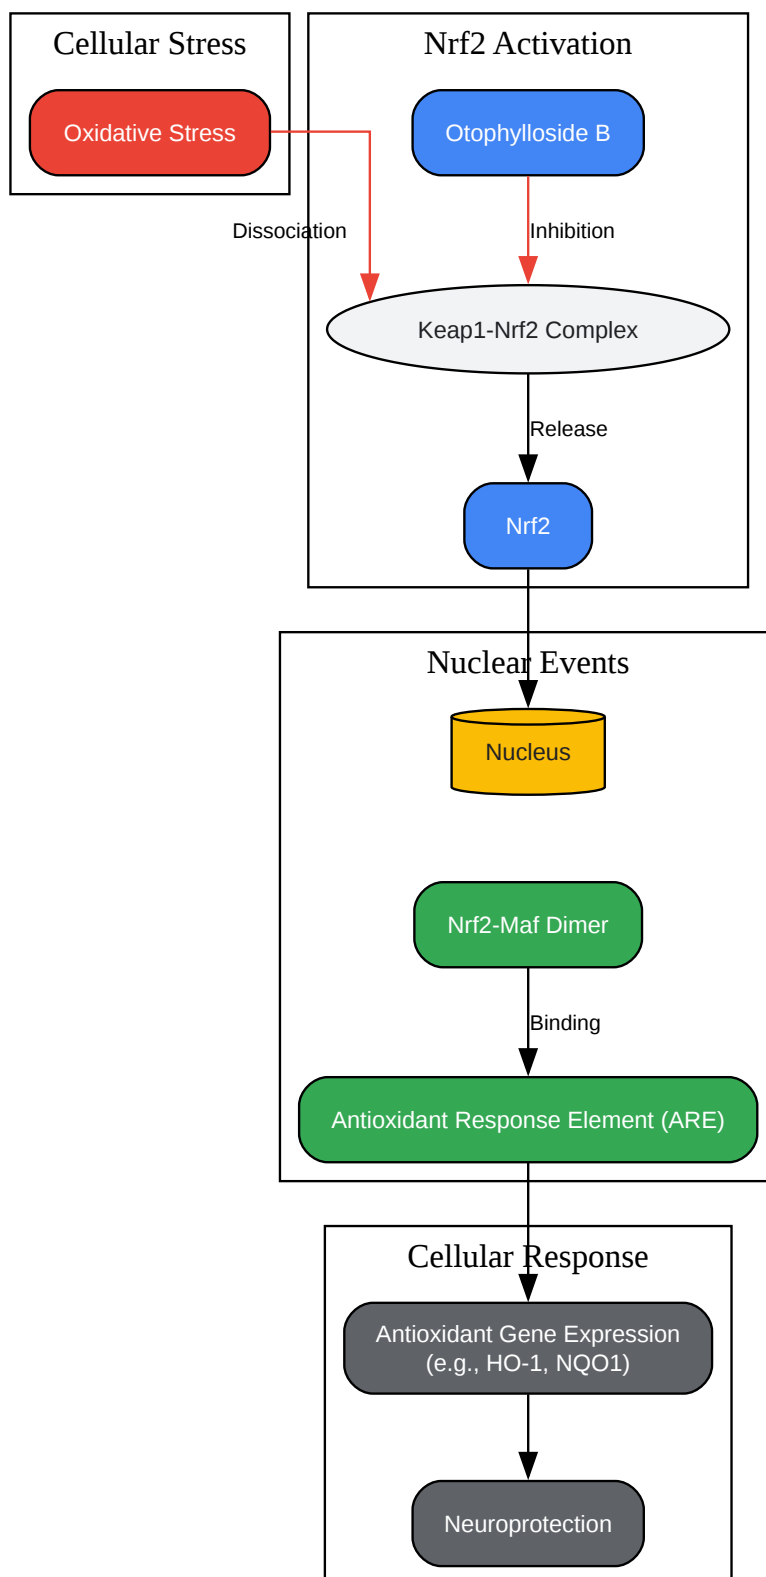 Cellular Stress
Nrf2 Activation
Oxidative Stress
Otophylloside B
Dissociation
Inhibition
Keap1-Nrf2 Complex
Release
Nrf2
Nuclear Events
Nucleus
Nrf2-Maf Dimer
Binding
Antioxidant Response Element (ARE)
Cellular Response
Antioxidant Gene Expression
(e.g., HO-1, NQO1)
Neuroprotection